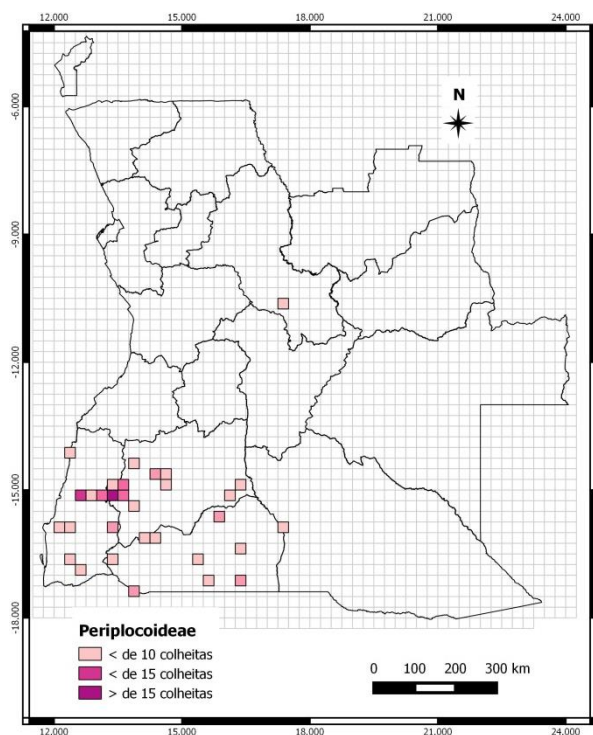 12.000 15.000 18.000 21.000 24.000
N
-6.000
-9.000
-12.000
-15.000
-18.000
Periplocoideae
< de 10 colheitas
< de 15 colheitas
> de 15 colheitas
0 100 200 300 km
12.000 15.000 18.000 21.000 24.000